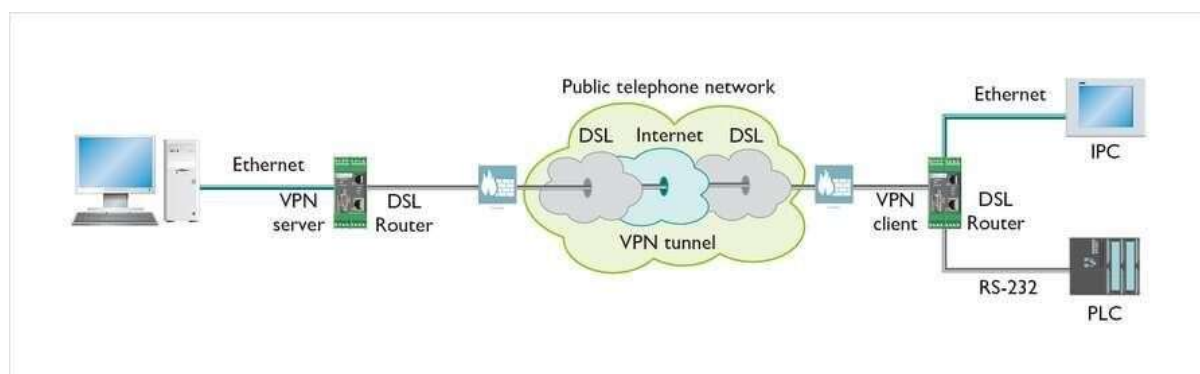 Public telephone network
DSL
Internet
DSL
Ethernet
VPN
server
DSL
Router
VPN tunnel
VPN
client
DSL
Router
Ethernet
IPC
RS-232
PLC